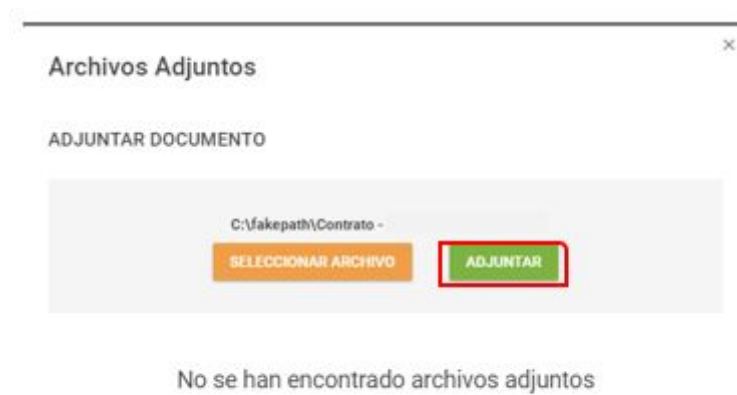 ×
Archivos Adjuntos
ADJUNTAR DOCUMENTO
C:\fakepath\Contrato -
SELECCIONAR ARCHIVO ADJUNTAR
No se han encontrado archivos adjuntos